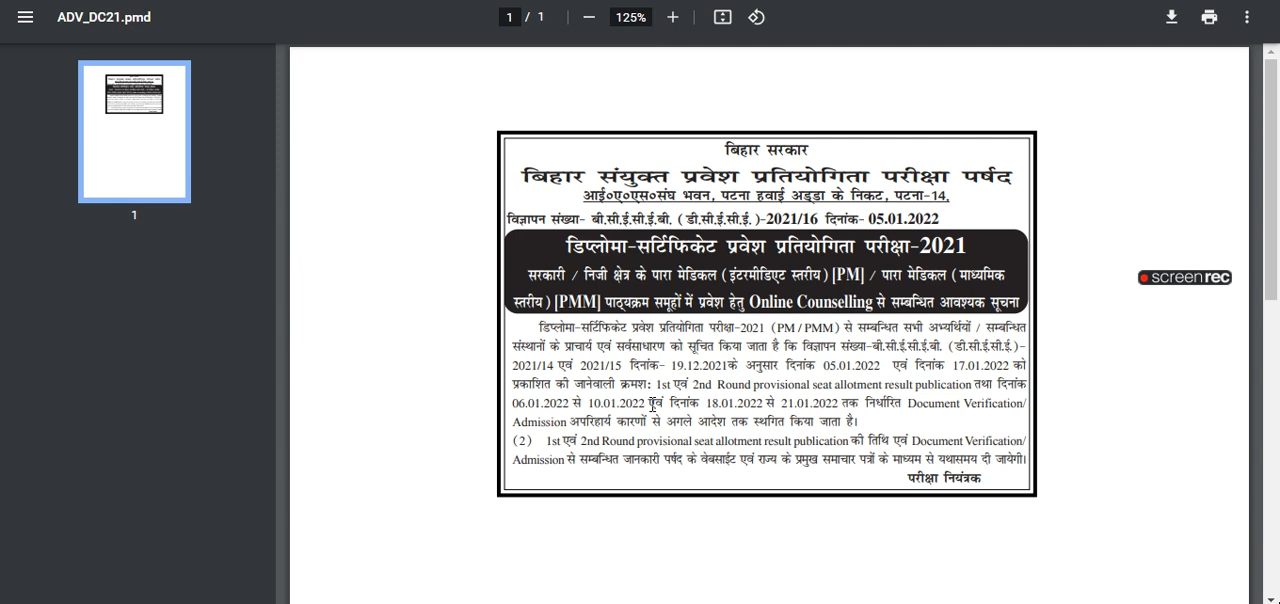 ADV_DC21.pmd
1 / 1
125%
1
बिहार सरकार
बिहार संयुक्त प्रवेश प्रतियोगिता परीक्षा पर्षद
आई०ए०एस०संघ भवन, पटना हवाई अड्डा के निकट, पटना-14,
विज्ञापन संख्या- बी.सी.ई.सी.ई.बी. ( डी.सी.ई.सी.ई. )-2021/16 दिनांक- 05.01.2022
डिप्लोमा-सर्टिफिकेट प्रवेश प्रतियोगिता परीक्षा-2021
सरकारी / निजी क्षेत्र के पारा मेडिकल ( इंटरमीडिएट स्तरीय ) [PM] / पारा मेडिकल ( माध्यमिक
स्तरीय ) [PMM] पाठ्यक्रम समूहों में प्रवेश हेतु Online Counselling से सम्बन्धित आवश्यक सूचना
डिप्लोमा-सर्टिफिकेट प्रवेश प्रतियोगिता परीक्षा-2021 (PM / PMM) से सम्बन्धित सभी अभ्यर्थियों / सम्बन्धित
संस्थानों के प्राचार्य एवं सर्वसाधारण को सूचित किया जाता है कि विज्ञापन संख्या-बी.सी.ई.सी.ई.बी. (डी.सी.ई.सी.ई.)-
2021/14 एवं 2021/15 दिनांक- 19.12.2021के अनुसार दिनांक 05.01.2022 एवं दिनांक 17.01.2022 को
प्रकाशित की जानेवाली क्रमश: 1st एवं 2nd Round provisional seat allotment result publication तथा दिनांक
06.01.2022 से 10.01.2022 एवं दिनांक 18.01.2022 से 21.01.2022 तक निर्धारित Document Verification/
Admission अपरिहार्य कारणों से अगले आदेश तक स्थगित किया जाता है।
(2) 1st एवं 2nd Round provisional seat allotment result publication की तिथि एवं Document Verification/
Admission से सम्बन्धित जानकारी पर्षद के वेबसाईट एवं राज्य के प्रमुख समाचार पत्रों के माध्यम से यथासमय दी जायेगी।
परीक्षा नियंत्रक
screenrec